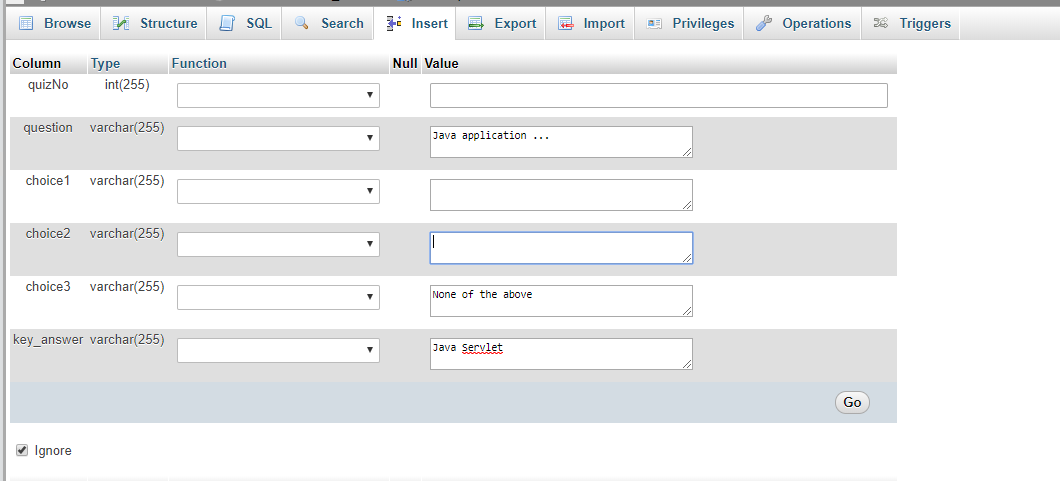 Browse Structure SQL Search Insert Export Import Privileges Operations Triggers
Column Type Function Null Value
quizNo int(255)
question varchar(255) Java application ...
choice1 varchar(255)
choice2 varchar(255)
choice3 varchar(255) None of the above
key_answer varchar(255) Java Servlet
Go
Ignore